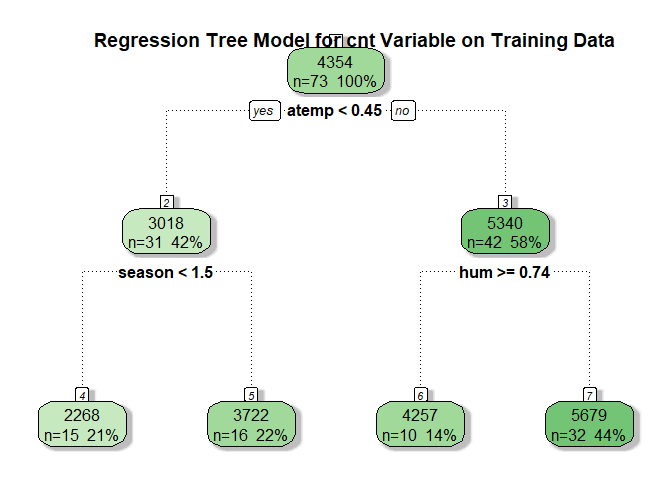 Regression Tree Model for cnt Variable on Training Data
4354
n=73 100%
yes atemp < 0.45 no
2
3018
n=31 42%
3
5340
n=42 58%
season < 1.5
hum >= 0.74
4
2268
n=15 21%
5
3722
n=16 22%
6
4257
n=10 14%
7
5679
n=32 44%